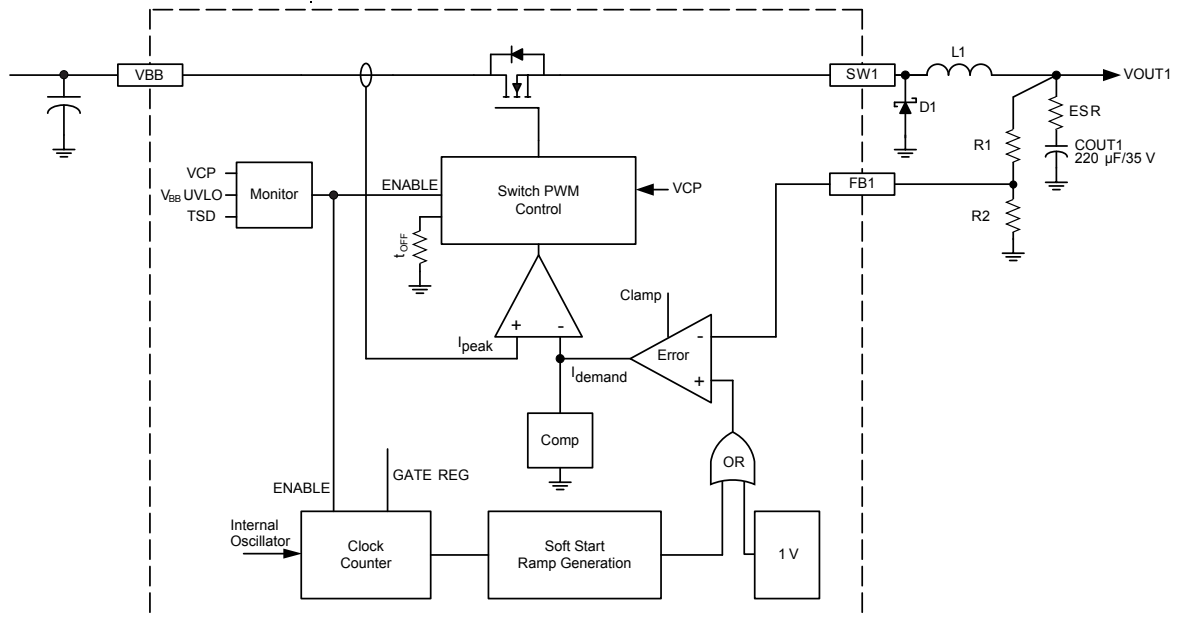 L1
VBB
SW1
VOUT1
D1
ESR
R1
COUT1
220 µF/35 V
VCP
VBB UVLO
TSD
Monitor
ENABLE
Switch PWM
Control
VCP
FB1
R2
tOFF
Clamp
+
-
-
Error
+
Ipeak
Idemand
Comp
OR
GATE REG
ENABLE
Internal
Oscillator
Clock
Counter
Soft Start
Ramp Generation
1 V